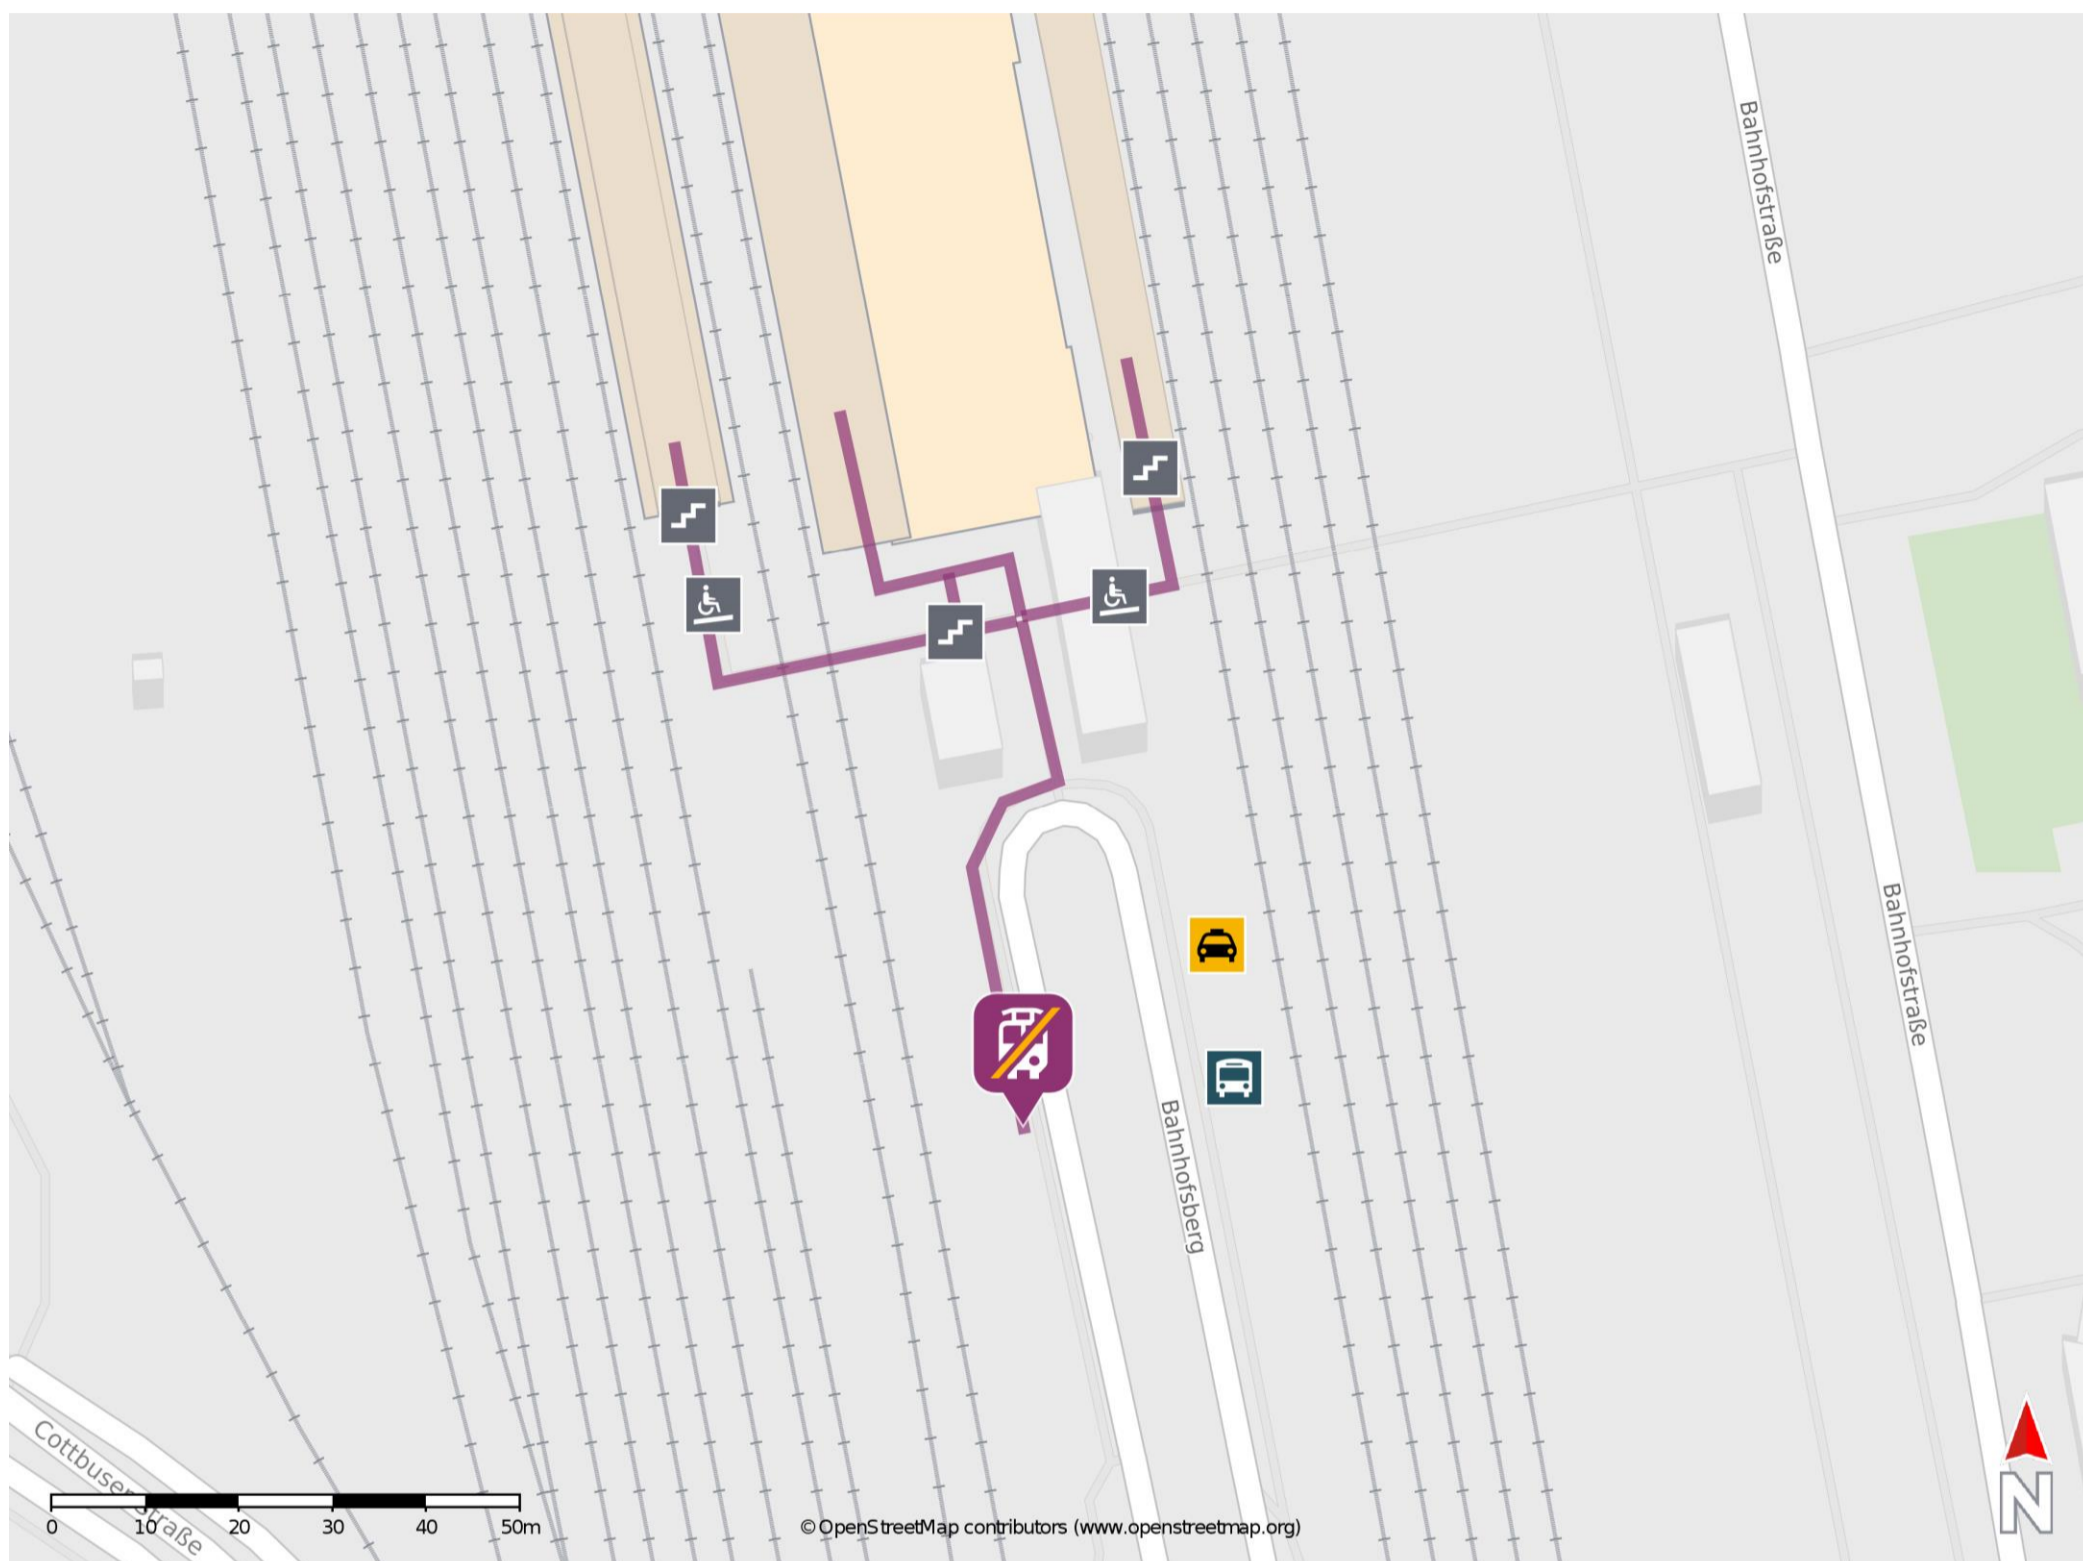 Bahnhofstraße
Bahnhofstraße
Bahnhofsberg
Cottbuser Straße
0 10 20 30 40 50m
© OpenStreetMap contributors (www.openstreetmap.org)
N